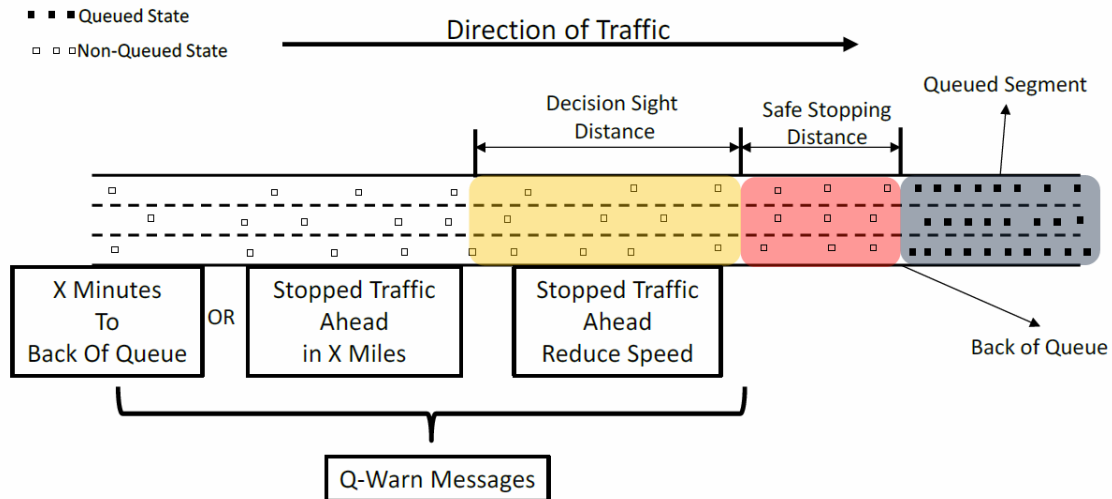 Queued State
Non-Queued State
Direction of Traffic
Decision Sight
Distance
Safe Stopping
Distance
Queued Segment
X Minutes
To
Back Of Queue
OR
Stopped Traffic
Ahead
in X Miles
Stopped Traffic
Ahead
Reduce Speed
Back of Queue
Q-Warn Messages